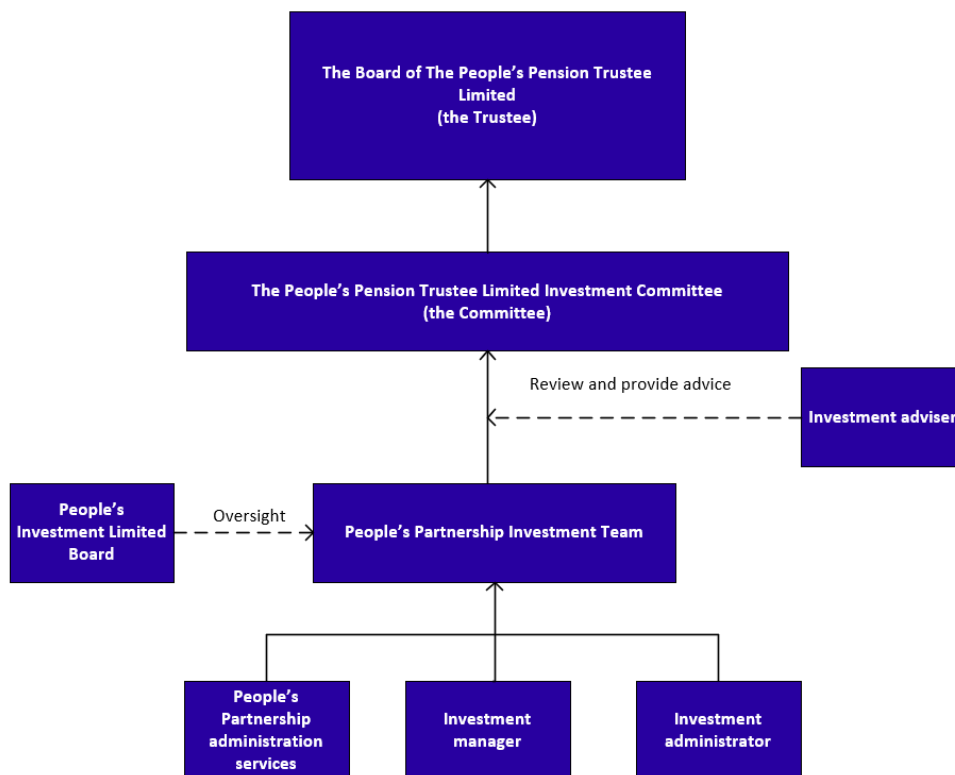 The Board of The People’s Pension Trustee
Limited
(the Trustee)
The People’s Pension Trustee Limited Investment Committee
(the Committee)
Review and provide advice
Investment adviser
People’s
Investment Limited
Board
Oversight
People’s Partnership Investment Team
People’s
Partnership
administration
services
Investment
manager
Investment
administrator